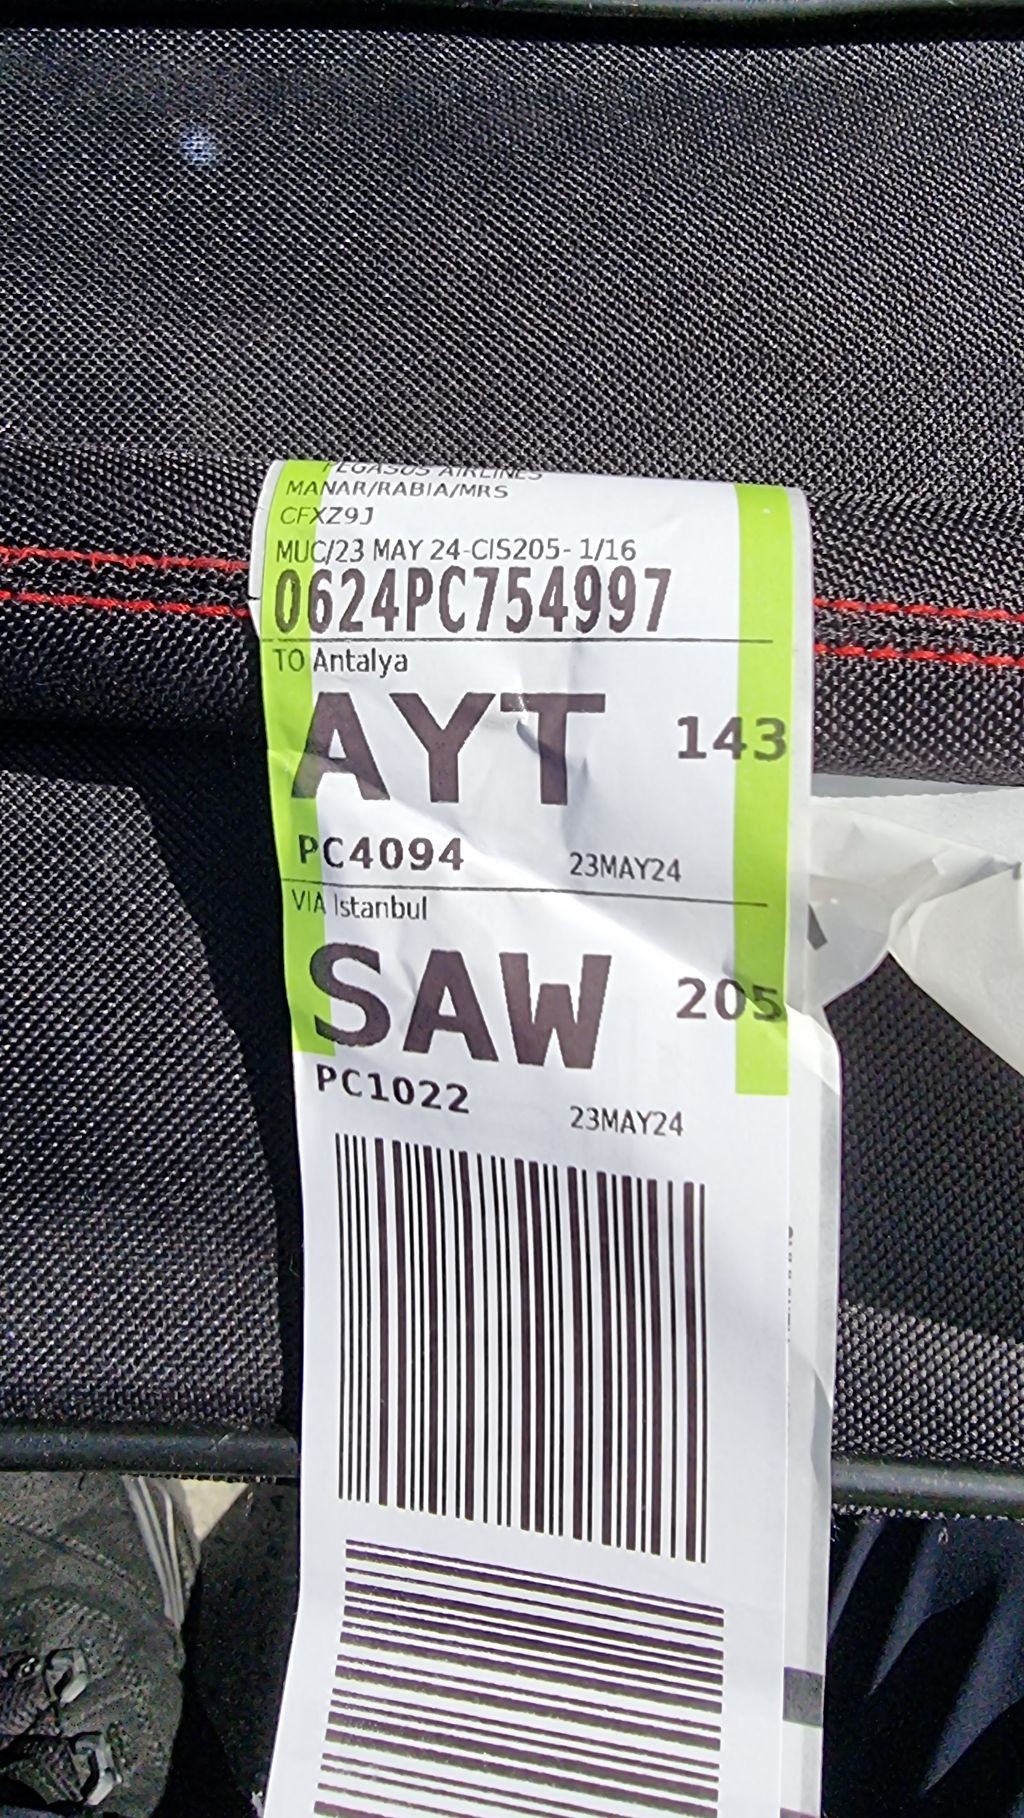 PEGASUS AIRLINES
MANAR/RABIA/MRS
CFXZ9J
MUC/23 MAY 24-CIS205- 1/16
0624PC754997
TO Antalya
AYT 143
PC4094 23MAY24
VIA Istanbul
SAW 205
PC1022 23MAY24